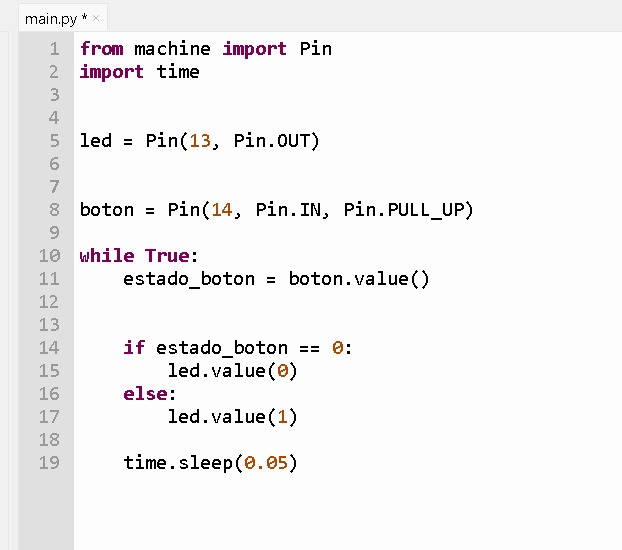 main.py * ×
1 from machine import Pin
2 import time
3
4
5 led = Pin(13, Pin.OUT)
6
7
8 boton = Pin(14, Pin.IN, Pin.PULL_UP)
9
10 while True:
11     estado_boton = boton.value()
12
13
14     if estado_boton == 0:
15         led.value(0)
16     else:
17         led.value(1)
18
19     time.sleep(0.05)